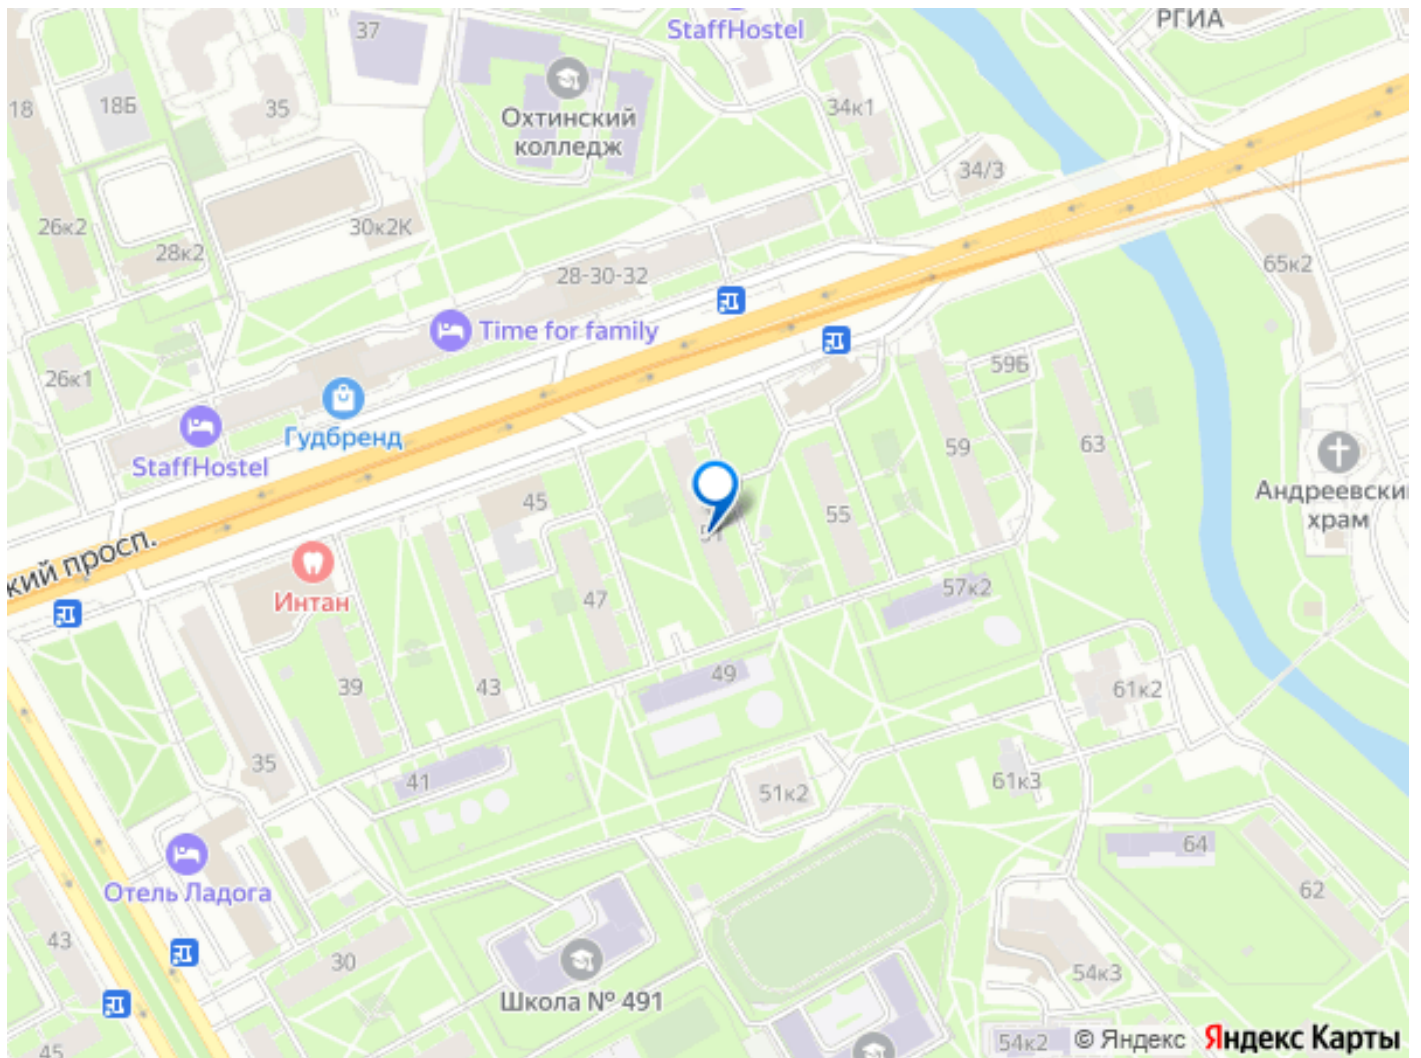 StaffHostel
РГИА
37
18
18Б
35
34к1
Охтинский
колледж
34/3
26к2
30к2К
28к2
28-30-32
65к2
Time for family
26к1
59Б
Гудбренд
StaffHostel
59
63
Андреевский
храм
45
55
51
кий просп.
Интан
47
57к2
39
43
49
61к2
35
41
51к2
61к3
64
Отель Ладога
62
43
30
54к3
Школа № 491
45
54к2
© Яндекс Яндекс Карты